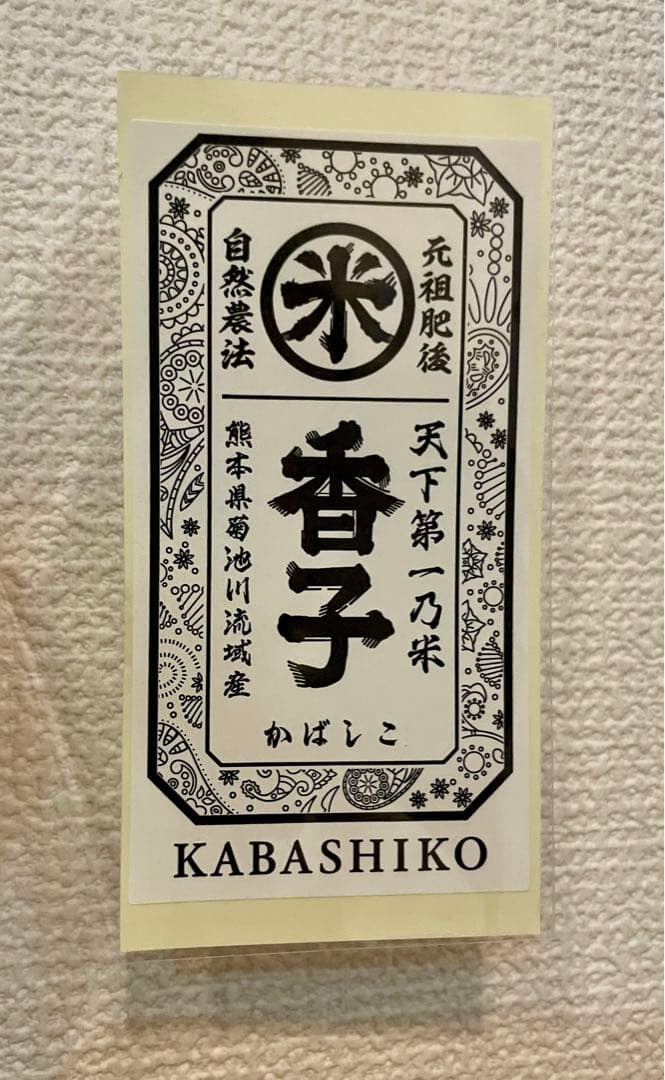 元祖肥後
米
自然農法
天下第一乃米
香子
熊本県菊池川流域産
かばしこ
KABASHIKO